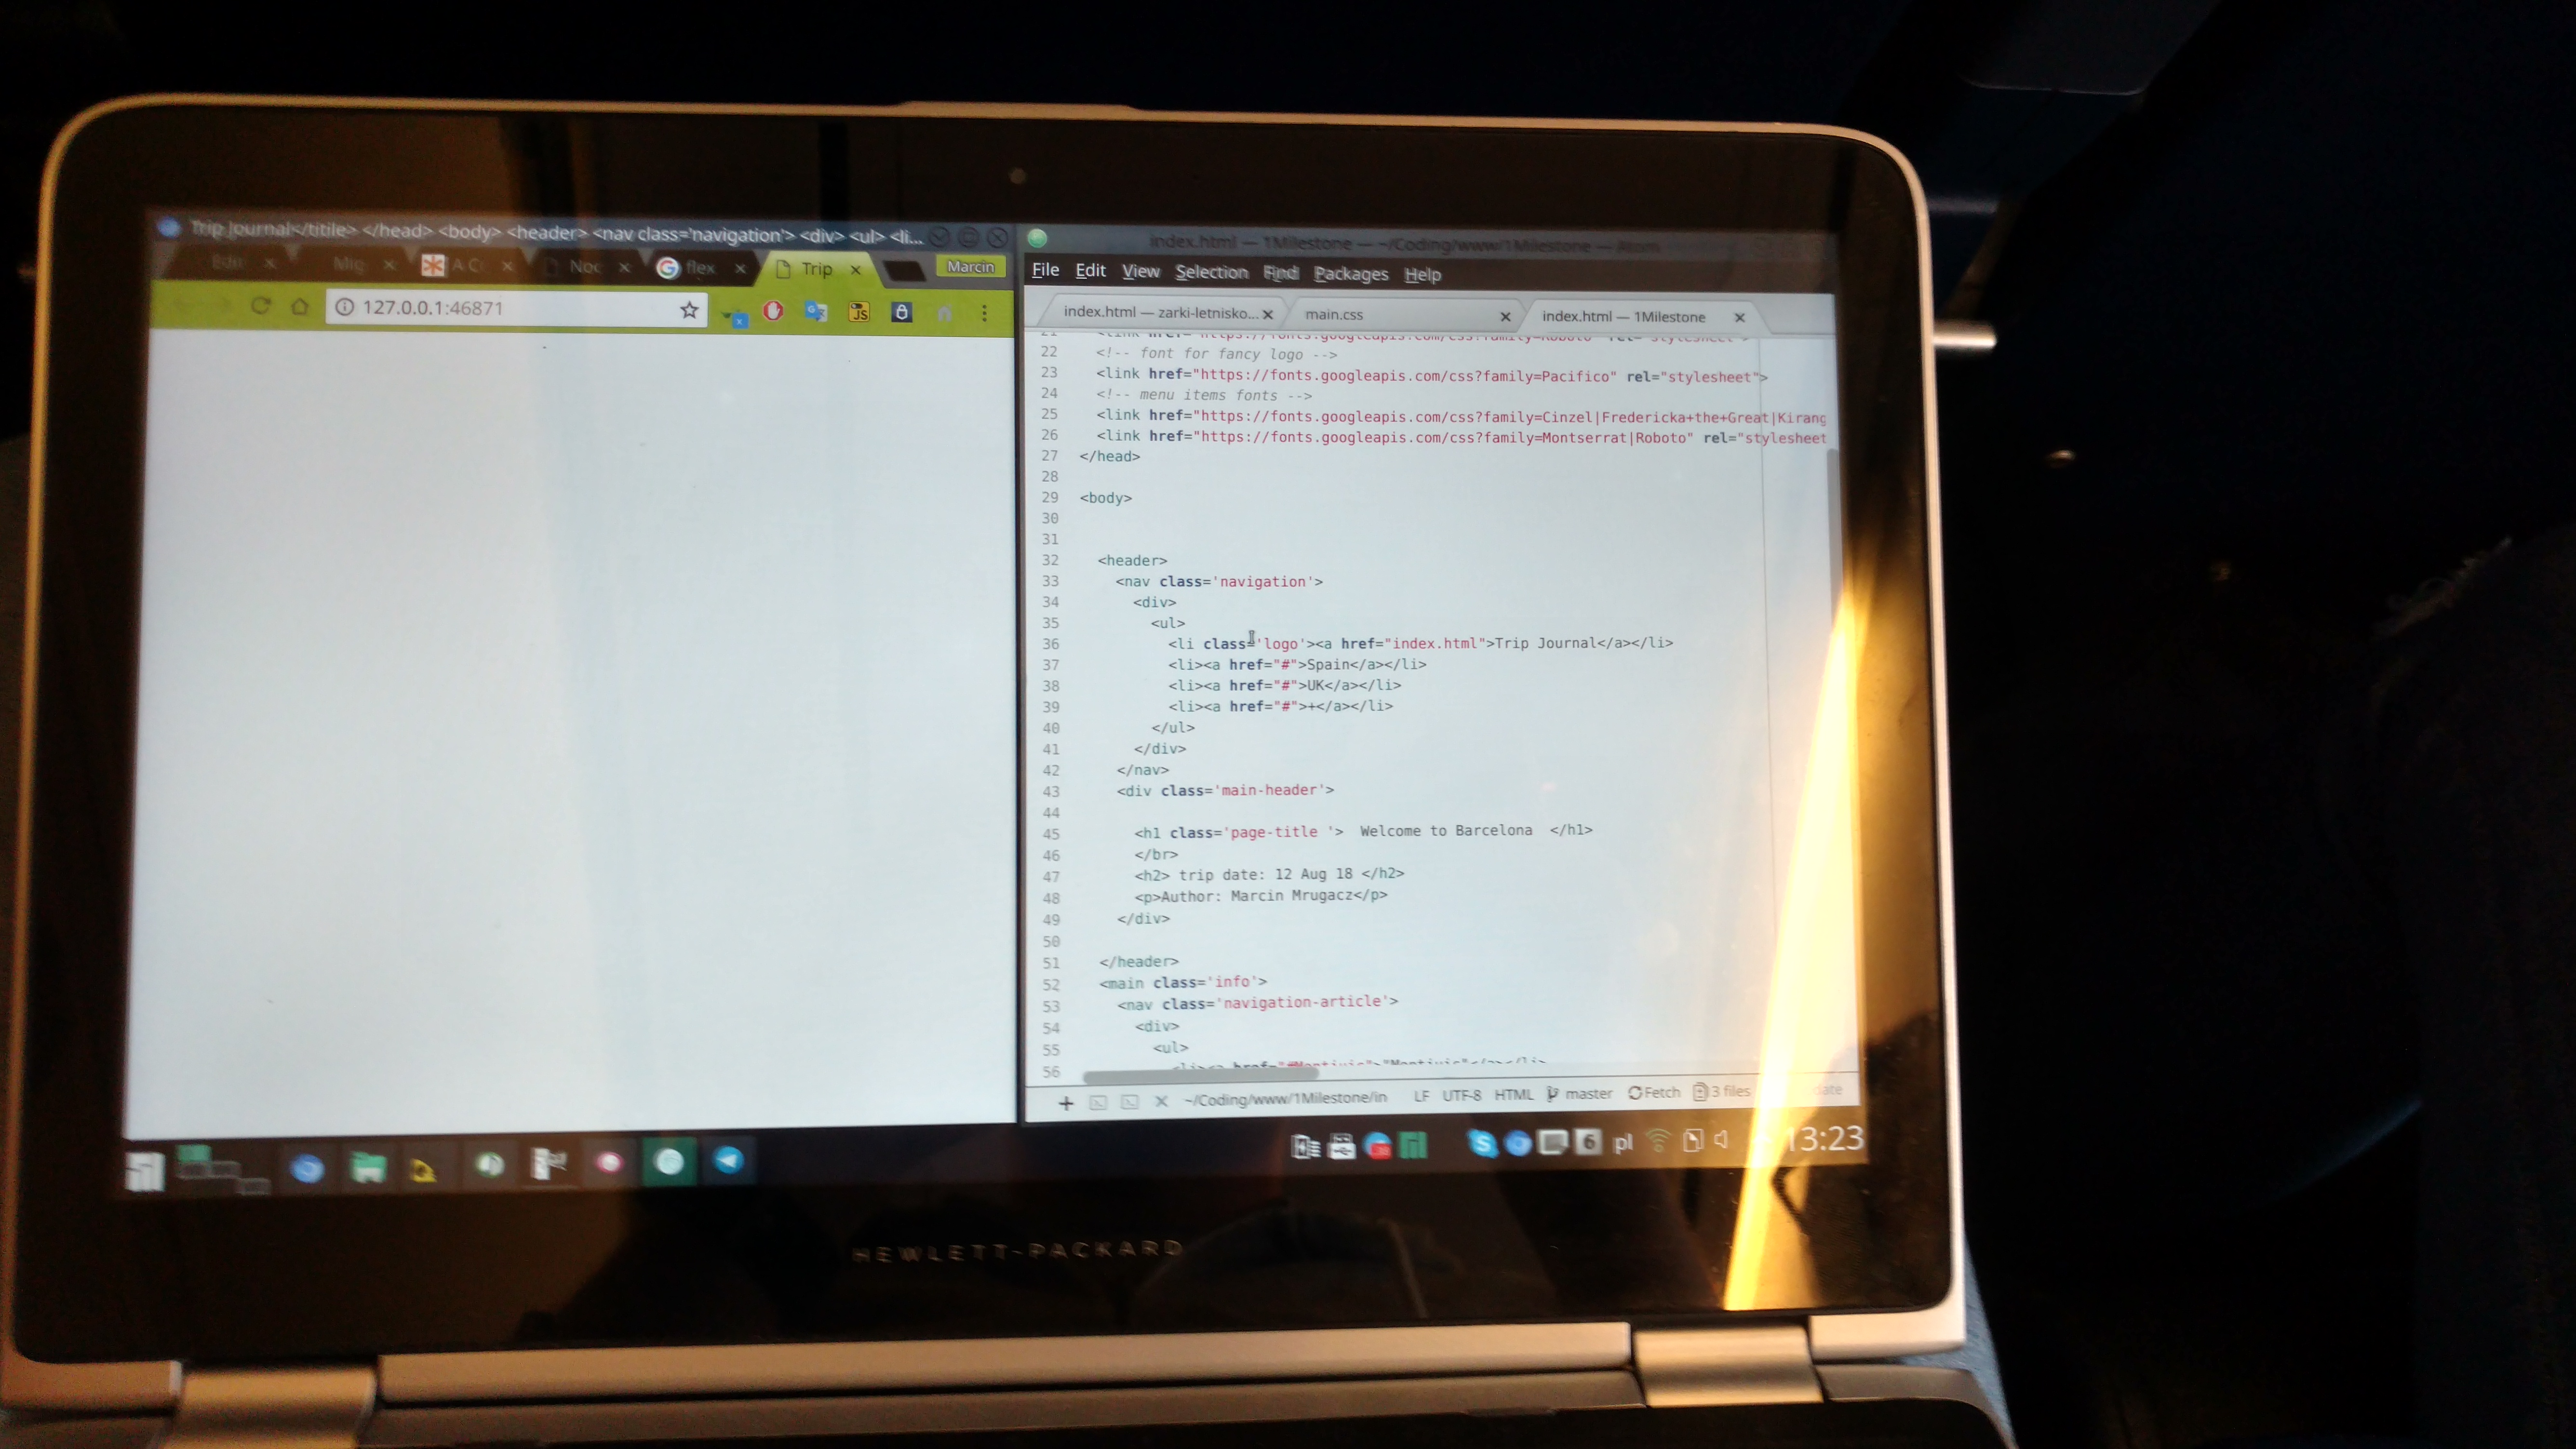 Trip Journal</titile> </head> <body> <header> <nav class='navigation'> <div> <ul> <li...
Edit Mig A C Noc flex Trip Marcin
127.0.0.1:46871
JS
index.html — 1Milestone — ~/Coding/www/1Milestone — Atom
File Edit View Selection Find Packages Help
index.html — zarki-letnisko... main.css index.html — 1Milestone
22 <!-- font for fancy logo -->
23 <link href="https://fonts.googleapis.com/css?family=Pacifico" rel="stylesheet">
24 <!-- menu items fonts -->
25 <link href="https://fonts.googleapis.com/css?family=Cinzel|Fredericka+the+Great|Kirang
26 <link href="https://fonts.googleapis.com/css?family=Montserrat|Roboto" rel="stylesheet
27 </head>
28
29 <body>
30
31
32 <header>
33 <nav class='navigation'>
34 <div>
35 <ul>
36 <li class='logo'><a href="index.html">Trip Journal</a></li>
37 <li><a href="#">Spain</a></li>
38 <li><a href="#">UK</a></li>
39 <li><a href="#">+</a></li>
40 </ul>
41 </div>
42 </nav>
43 <div class='main-header'>
44
45 <h1 class='page-title '>  Welcome to Barcelona  </h1>
46 </br>
47 <h2> trip date: 12 Aug 18 </h2>
48 <p>Author: Marcin Mrugacz</p>
49 </div>
50
51 </header>
52 <main class='info'>
53 <nav class='navigation-article'>
54 <div>
55 <ul>
56
~/Coding/www/1Milestone/in LF UTF-8 HTML master Fetch 3 files
6 pl 13:23
HEWLETT-PACKARD